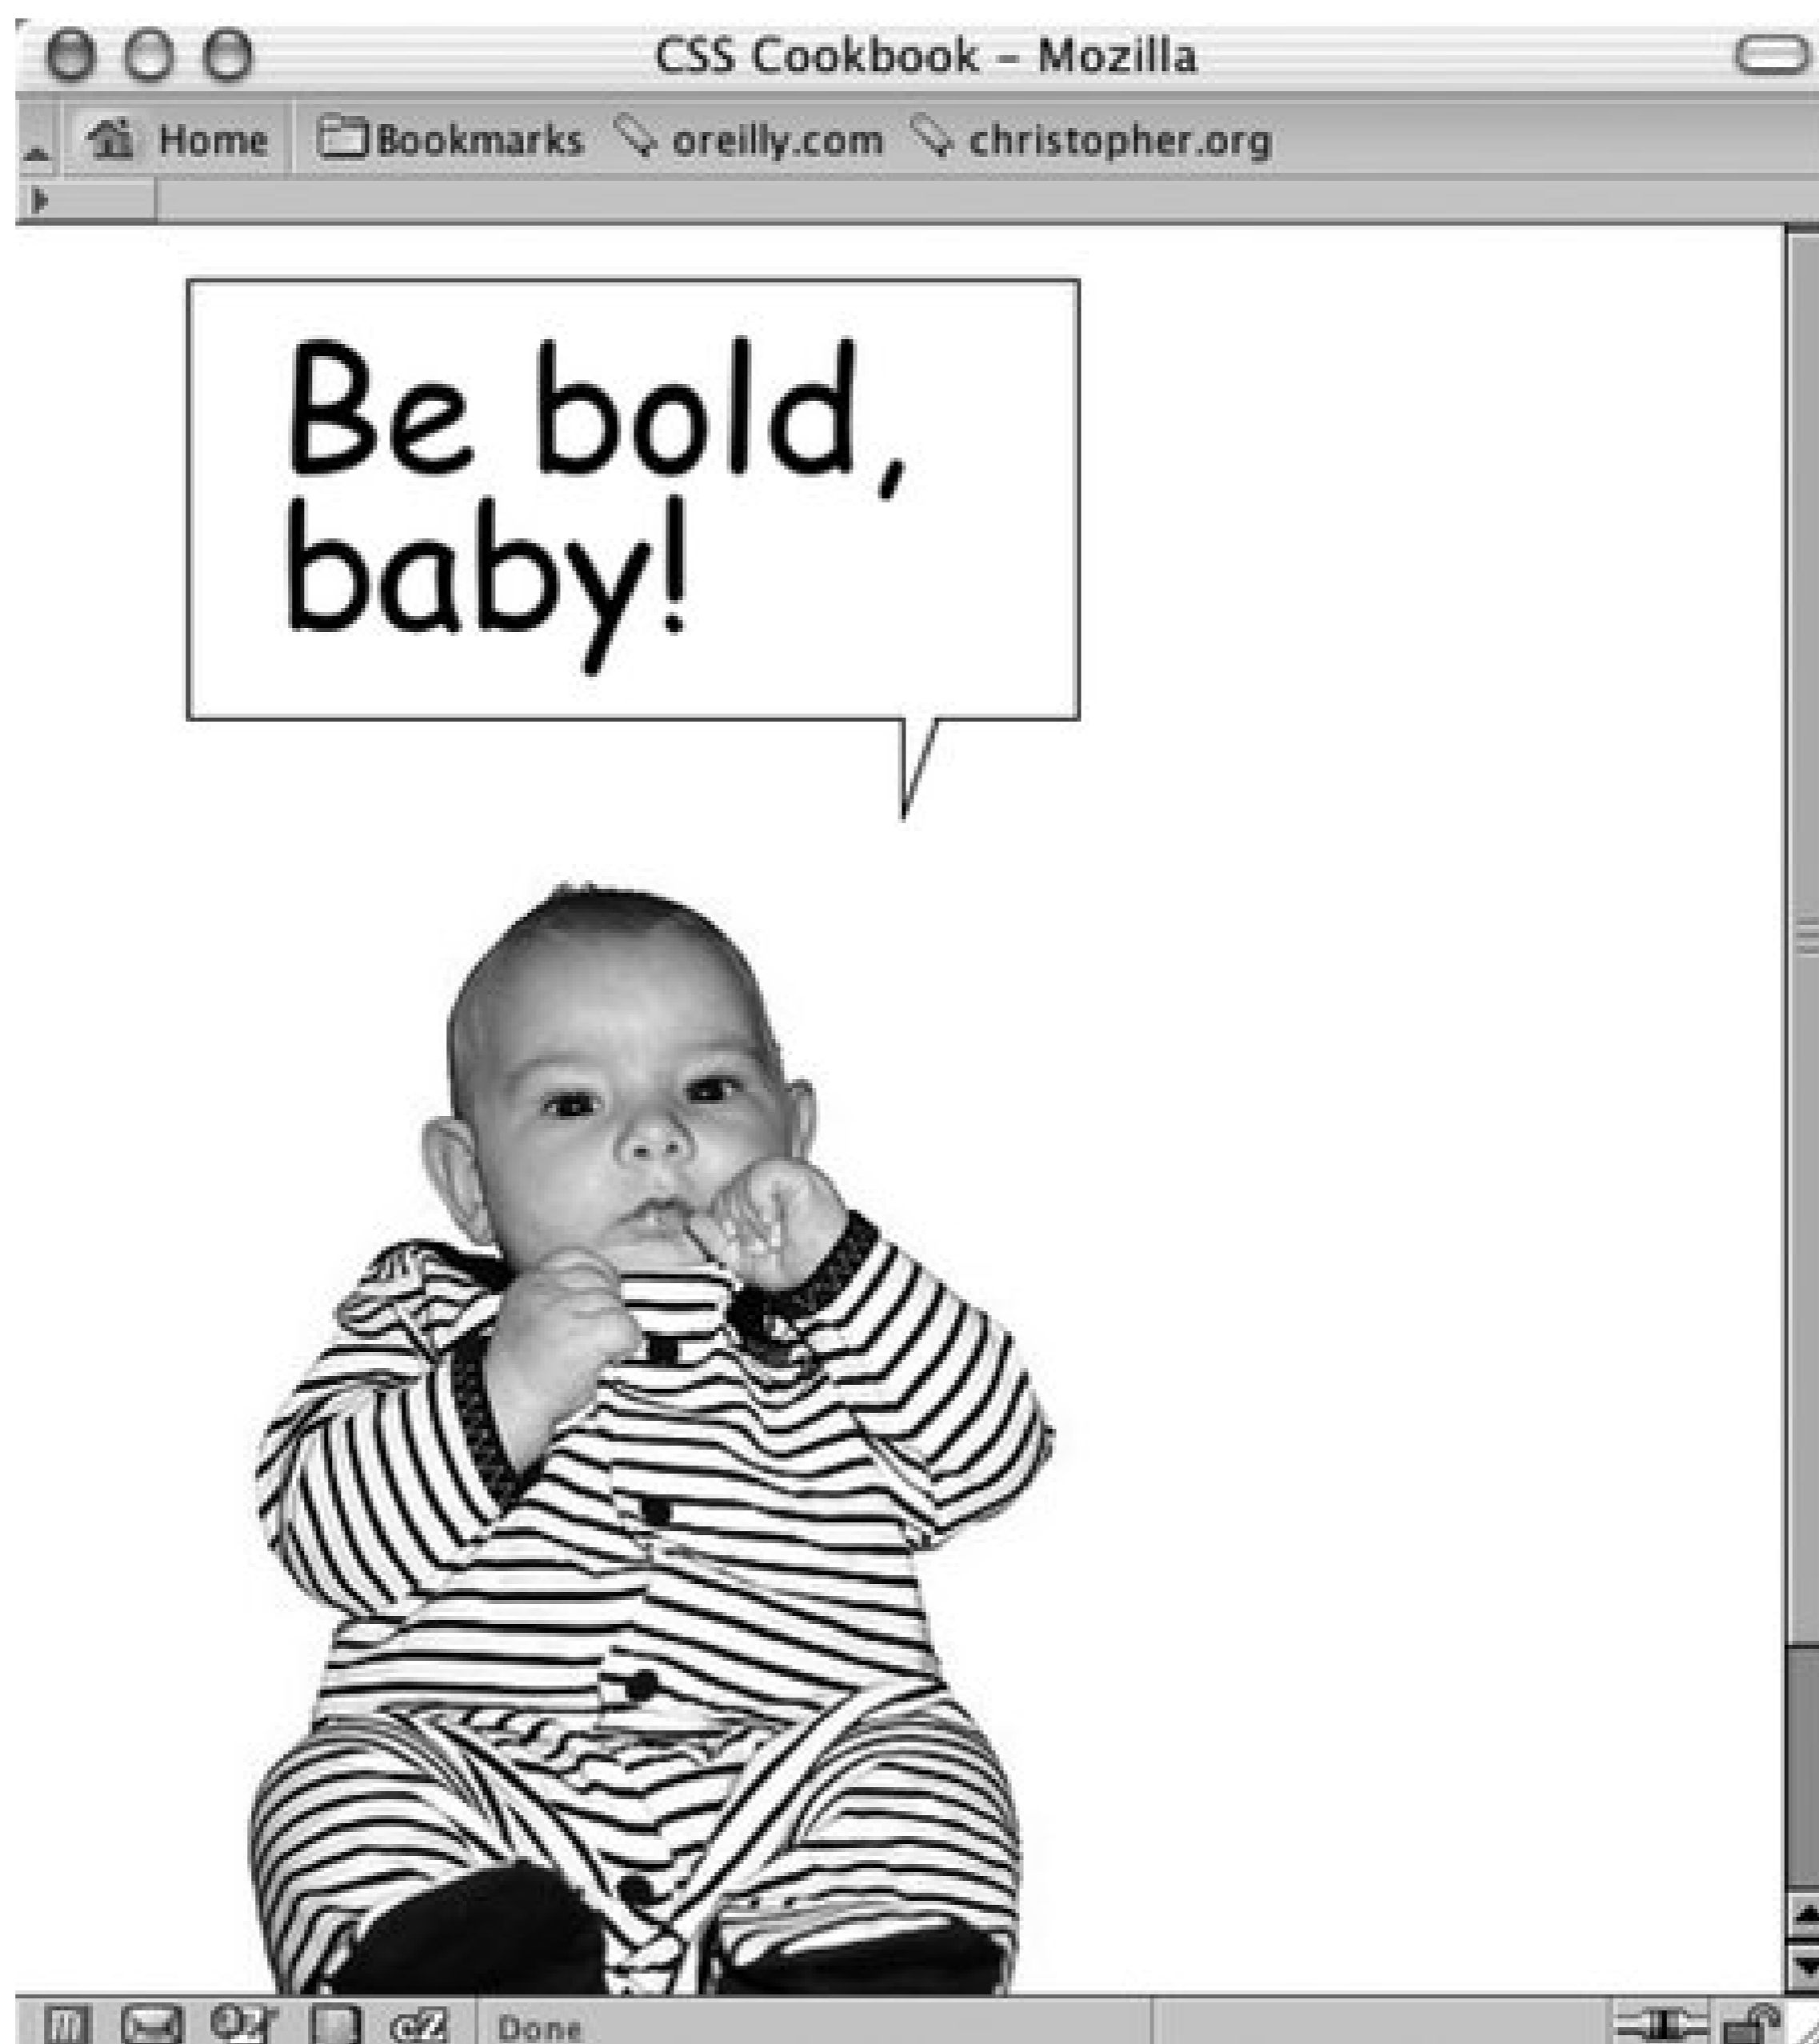 CSS Cookbook – Mozilla
Home Bookmarks oreilly.com christopher.org
Be bold,
baby!
Done